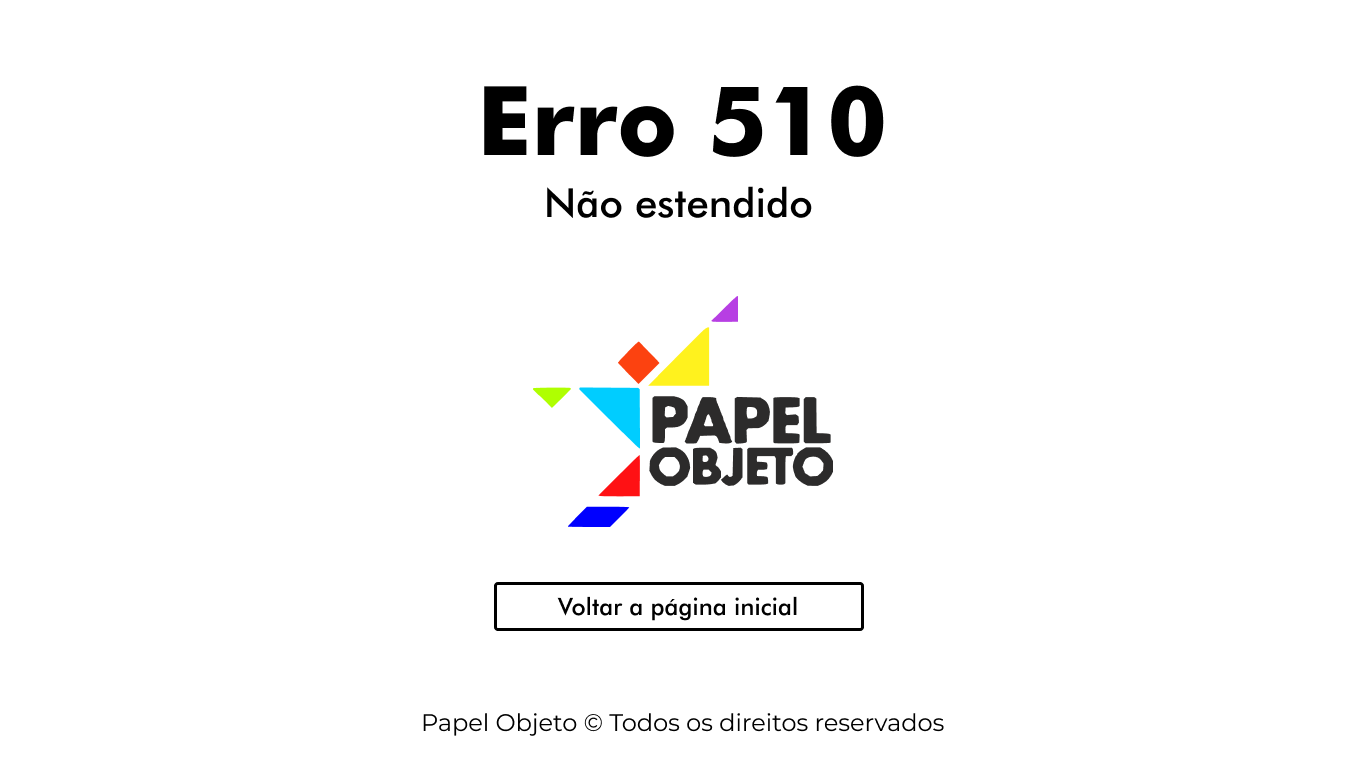 Erro 510
Não estendido
PAPEL
OBJETO
Voltar a página inicial
Papel Objeto © Todos os direitos reservados